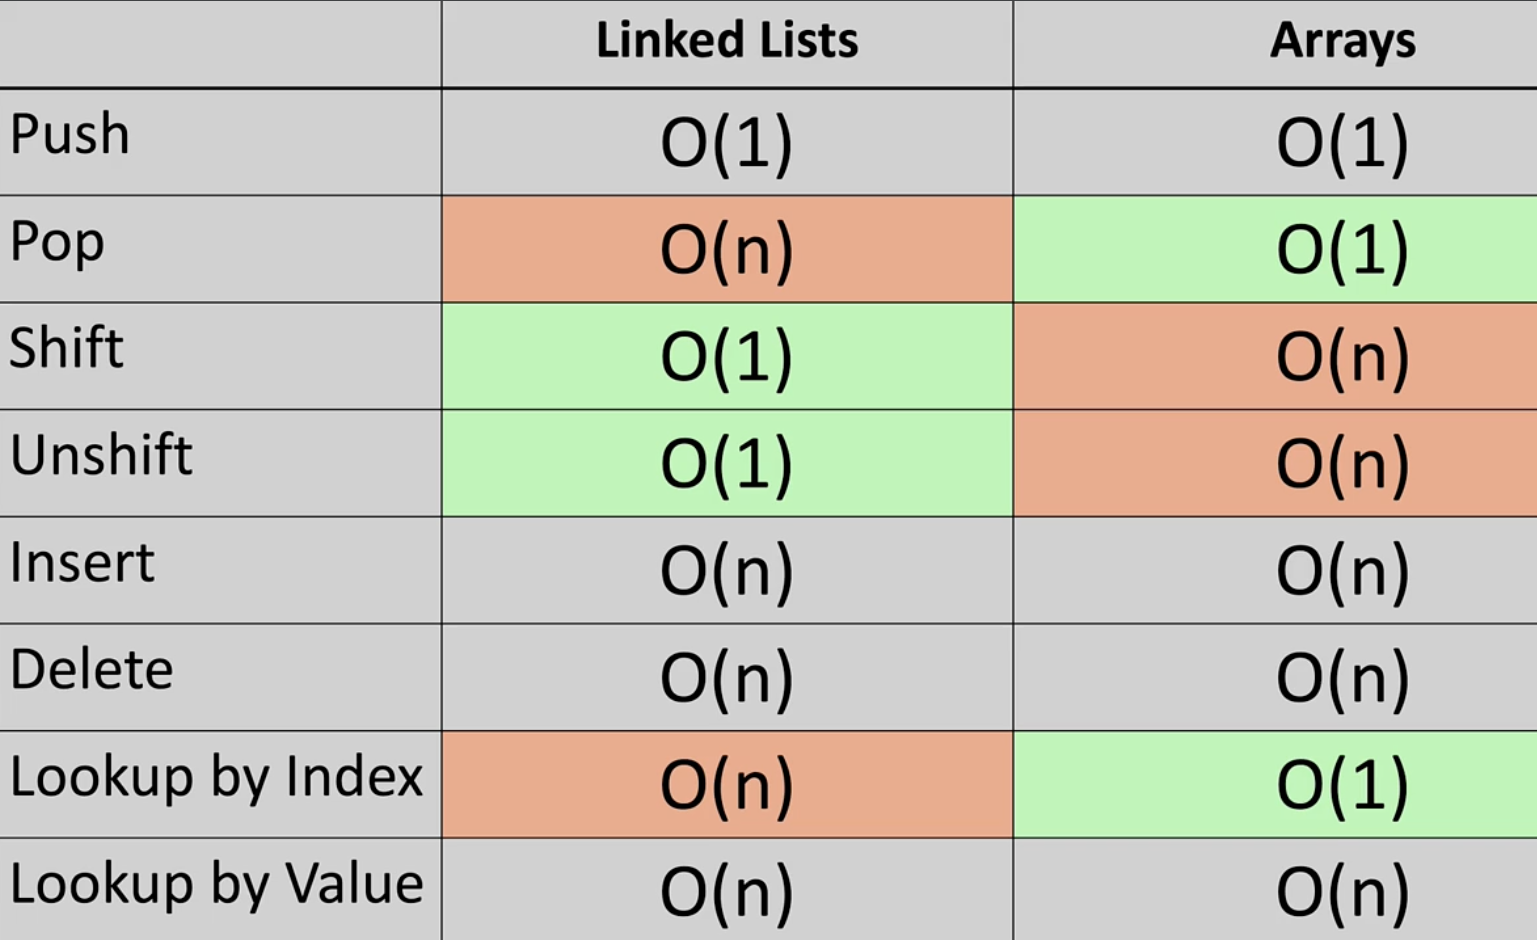 Linked Lists Arrays
Push O(1) O(1)
Pop O(n) O(1)
Shift O(1) O(n)
Unshift O(1) O(n)
Insert O(n) O(n)
Delete O(n) O(n)
Lookup by Index O(n) O(1)
Lookup by Value O(n) O(n)